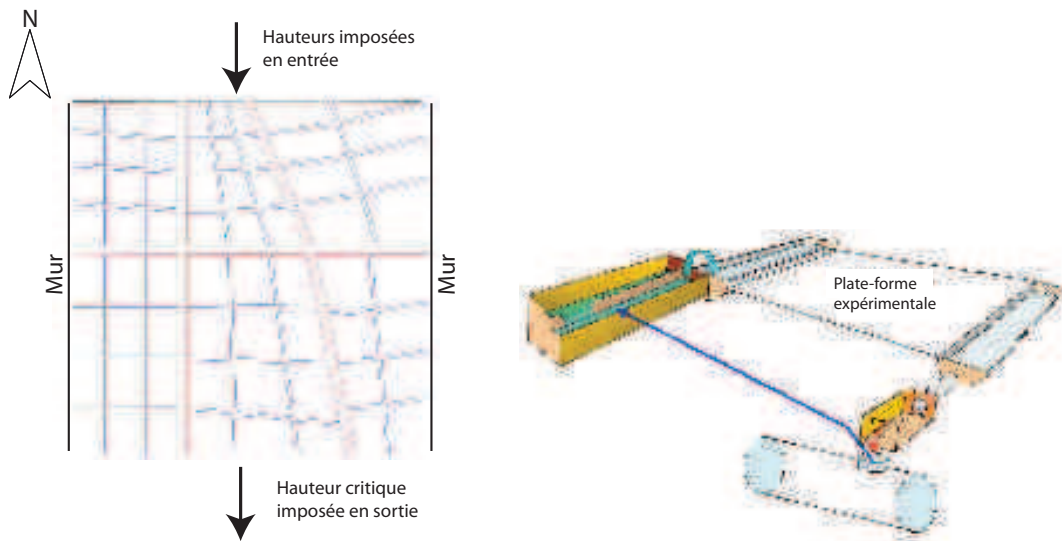 N
Hauteurs imposées
en entrée
Mur
Mur
Hauteur critique
imposée en sortie
Plate-forme
expérimentale